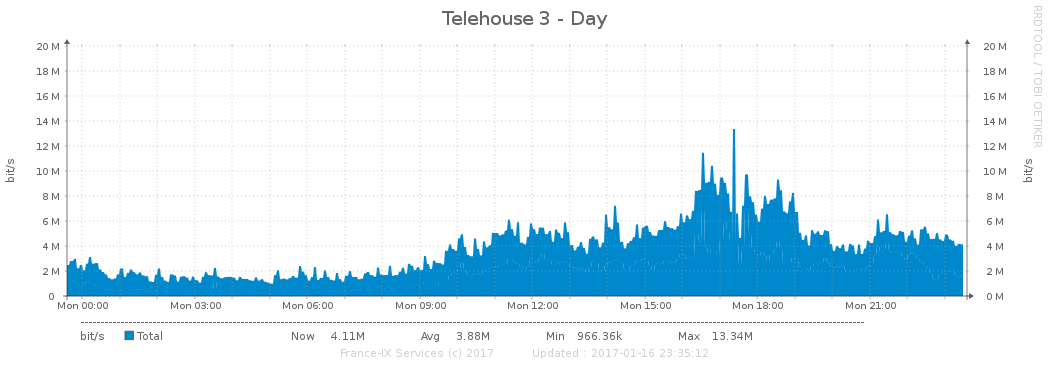 Telehouse 3 - Day
RRDTOOL / TOBI OETIKER
bit/s
20 M
18 M
16 M
14 M
12 M
10 M
8 M
6 M
4 M
2 M
0
20 M
18 M
16 M
14 M
12 M
10 M
8 M
6 M
4 M
2 M
0 M
bit/s
Mon 00:00 Mon 03:00 Mon 06:00 Mon 09:00 Mon 12:00 Mon 15:00 Mon 18:00 Mon 21:00
bit/s Total Now 4.11M Avg 3.88M Min 966.36k Max 13.34M
France-IX Services (c) 2017 Updated : 2017-01-16 23:35:12